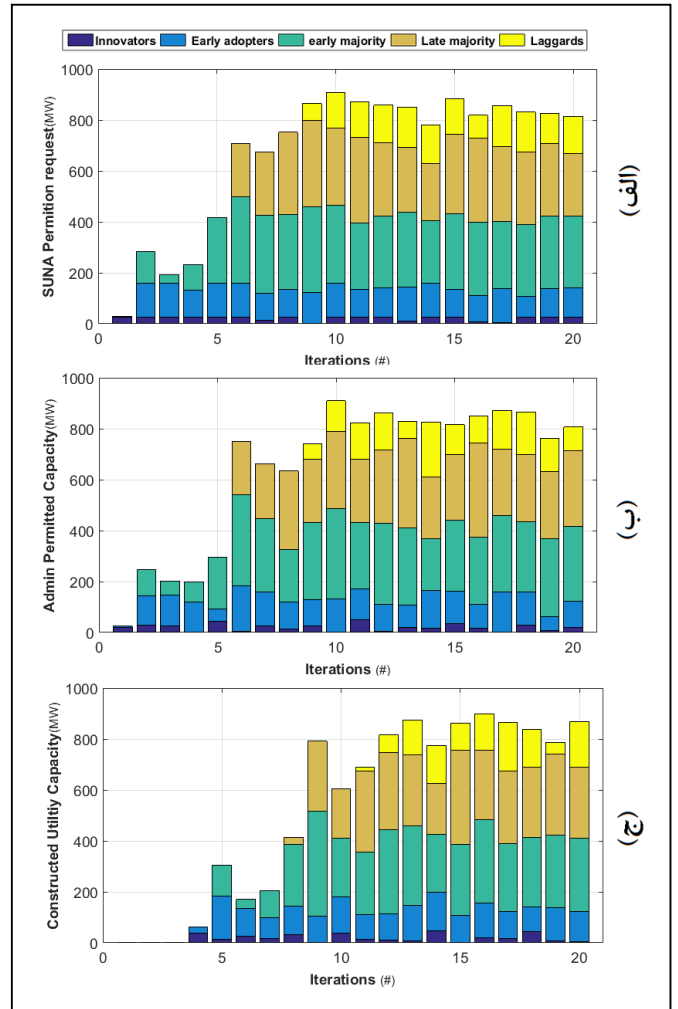 Innovators Early adopters early majority Late majority Laggards
1000
800
600
400
200
0
SUNA Permition request(MW)
0 5 10 15 20
Iterations (#)
(الف)
1000
800
600
400
200
0
Admin Permitted Capacity(MW)
0 5 10 15 20
Iterations (#)
(ب)
1000
800
600
400
200
0
Constructed Utiltiy Capacity(MW)
0 5 10 15 20
Iterations (#)
(ج)